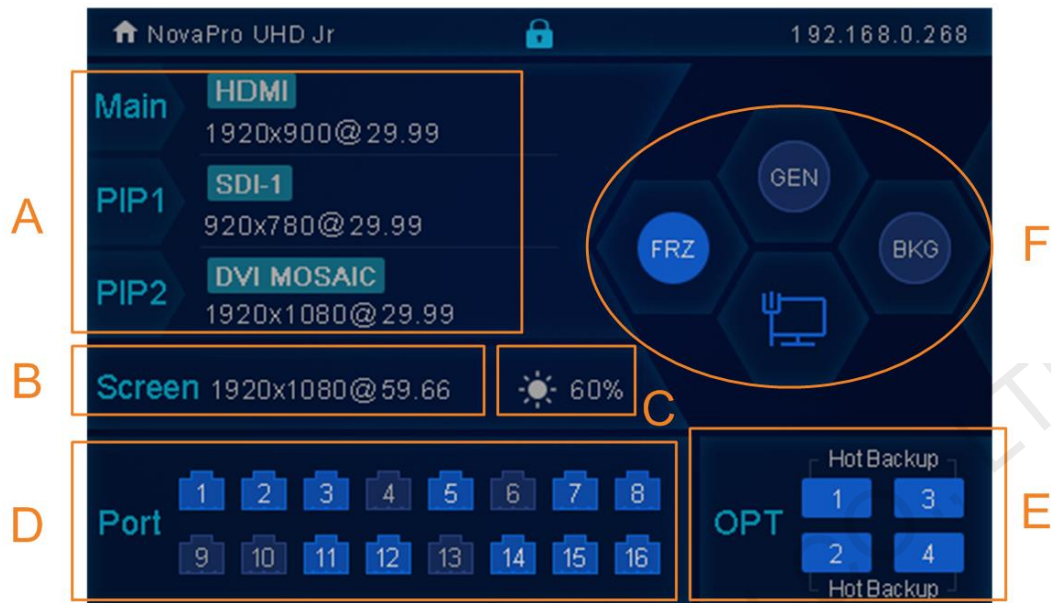 NovaPro UHD Jr 192.168.0.268
A
Main HDMI
1920x900@29.99
PIP1 SDI-1
920x780@29.99
PIP2 DVI MOSAIC
1920x1080@29.99
GEN
FRZ BKG
F
B
Screen 1920x1080@59.66 60%
C
D
Port 1 2 3 4 5 6 7 8
9 10 11 12 13 14 15 16
E
Hot Backup
OPT 1 3
2 4
Hot Backup